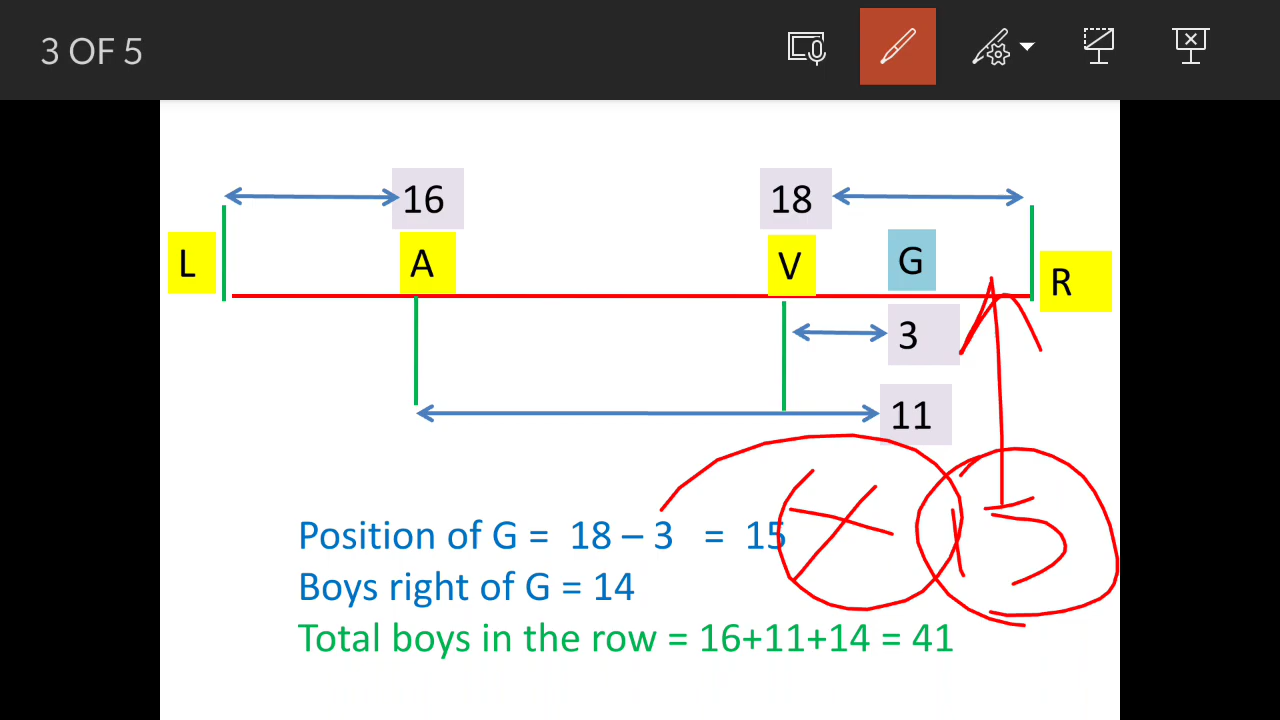 3 OF 5
16 18
L A V G R
3
11
15
Position of G = 18 – 3 = 15
Boys right of G = 14
Total boys in the row = 16+11+14 = 41